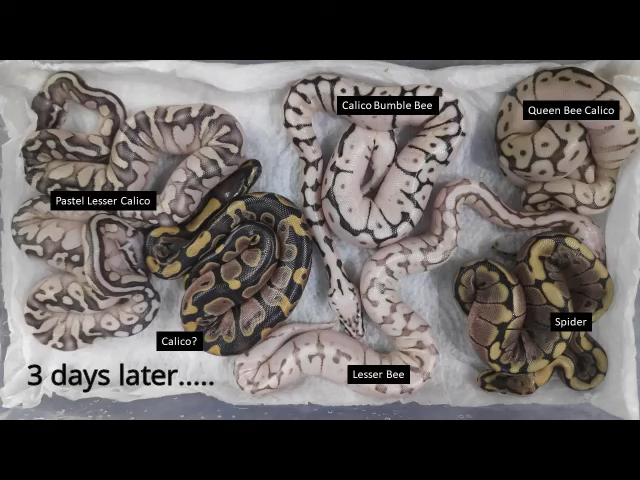 Calico Bumble Bee
Queen Bee Calico
Pastel Lesser Calico
Spider
Calico?
Lesser Bee
3 days later.....